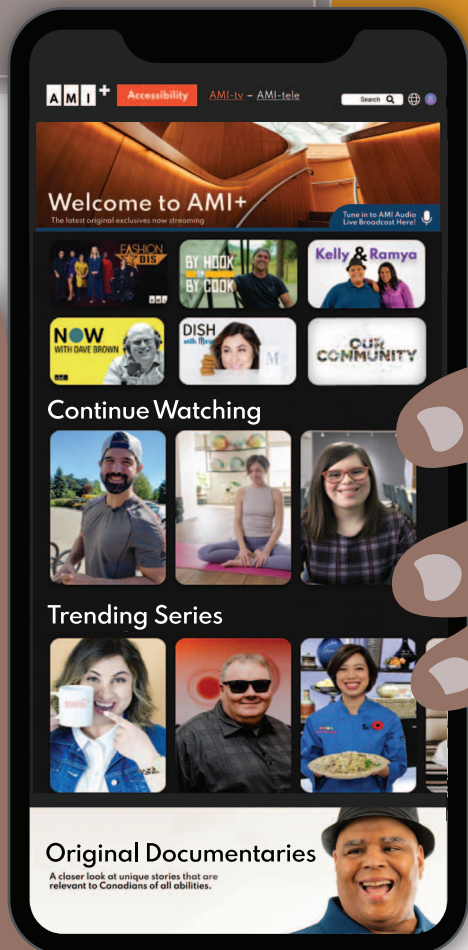 AMI+
Accessibility
AMI-tv – AMI-tele
Search
Welcome to AMI+
The latest original exclusives now streaming
Tune in to AMI Audio
Live Broadcast Here!
FASHION
DIS
AMI
BY HOOK
OR
BY COOK
Kelly & Ramya
NOW
WITH DAVE BROWN
DISH
with Mary
M
OUR
COMMUNITY
Continue Watching
Trending Series
Original Documentaries
A closer look at unique stories that are
relevant to Canadians of all abilities.